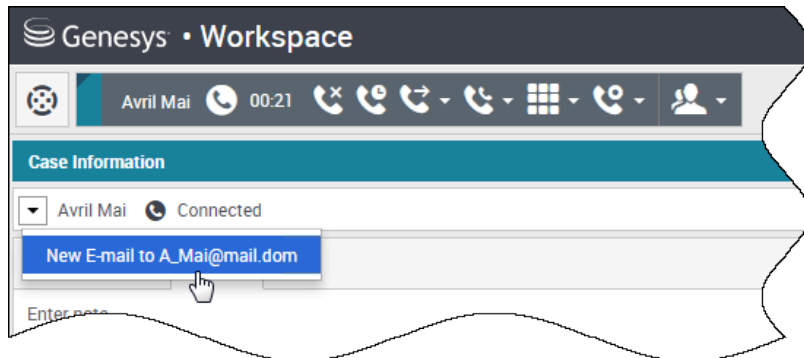 Genesys • Workspace
Avril Mai 00:21
Case Information
Avril Mai Connected
New E-mail to A_Mai@mail.dom
Enter note